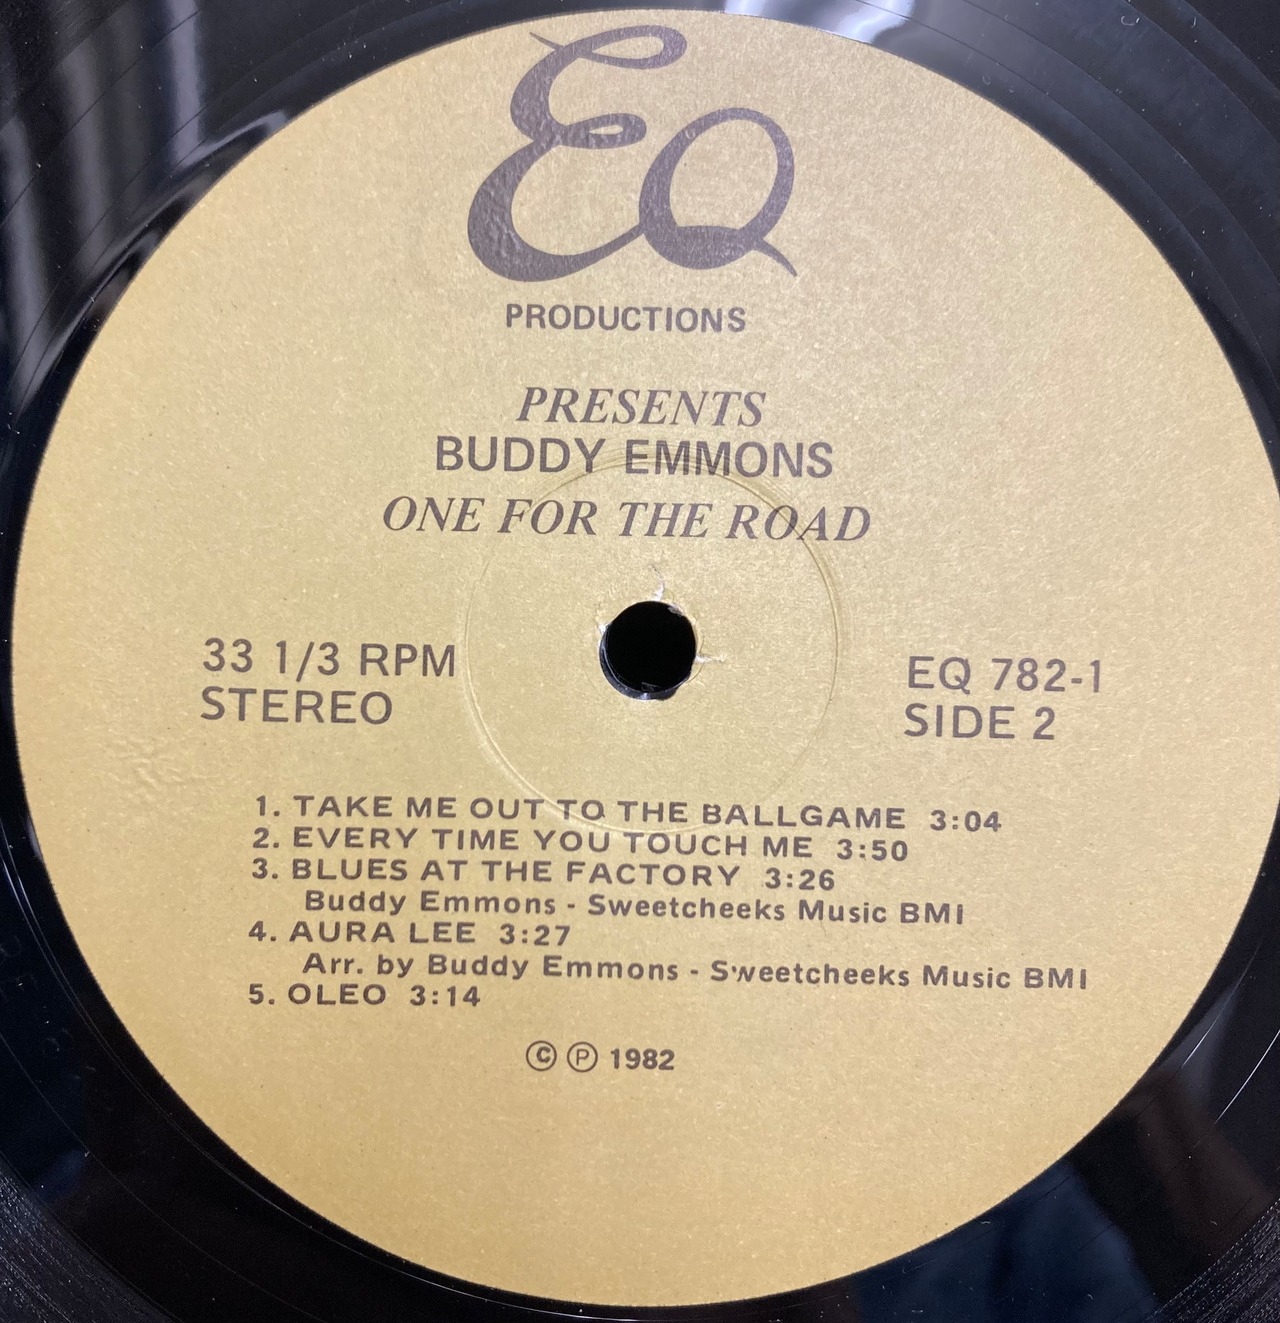 EQ
PRODUCTIONS
PRESENTS
BUDDY EMMONS
ONE FOR THE ROAD
33 1/3 RPM
STEREO
EQ 782-1
SIDE 2
1. TAKE ME OUT TO THE BALLGAME 3:04
2. EVERY TIME YOU TOUCH ME 3:50
3. BLUES AT THE FACTORY 3:26
Buddy Emmons - Sweetcheeks Music BMI
4. AURA LEE 3:27
Arr. by Buddy Emmons - Sweetcheeks Music BMI
5. OLEO 3:14
© ℗ 1982